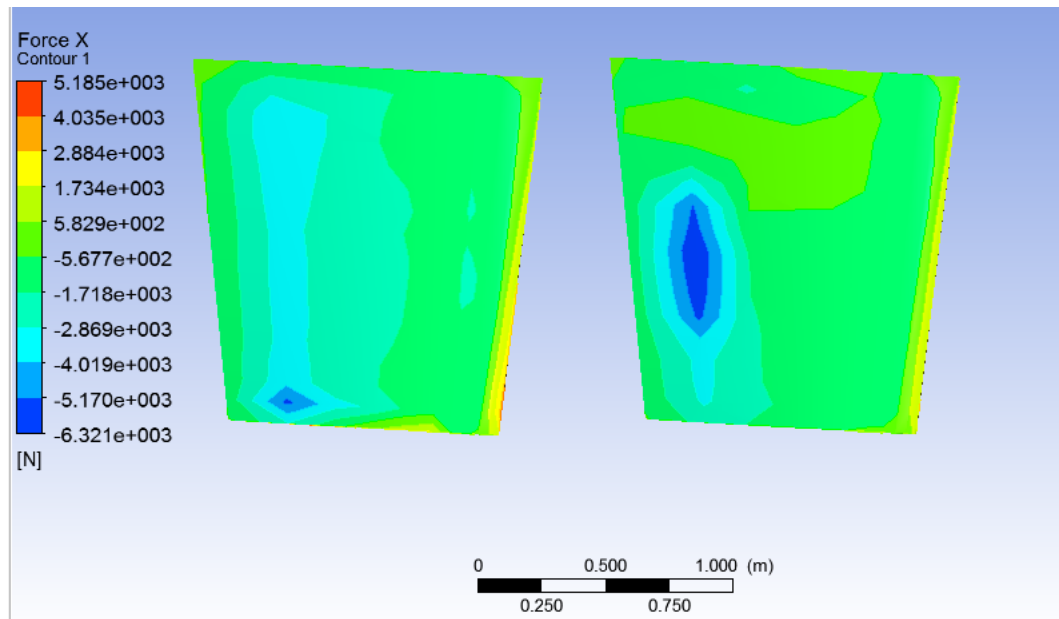 Force X
Contour 1
5.185e+003
4.035e+003
2.884e+003
1.734e+003
5.829e+002
-5.677e+002
-1.718e+003
-2.869e+003
-4.019e+003
-5.170e+003
-6.321e+003
[N]
0 0.500 1.000 (m)
0.250 0.750